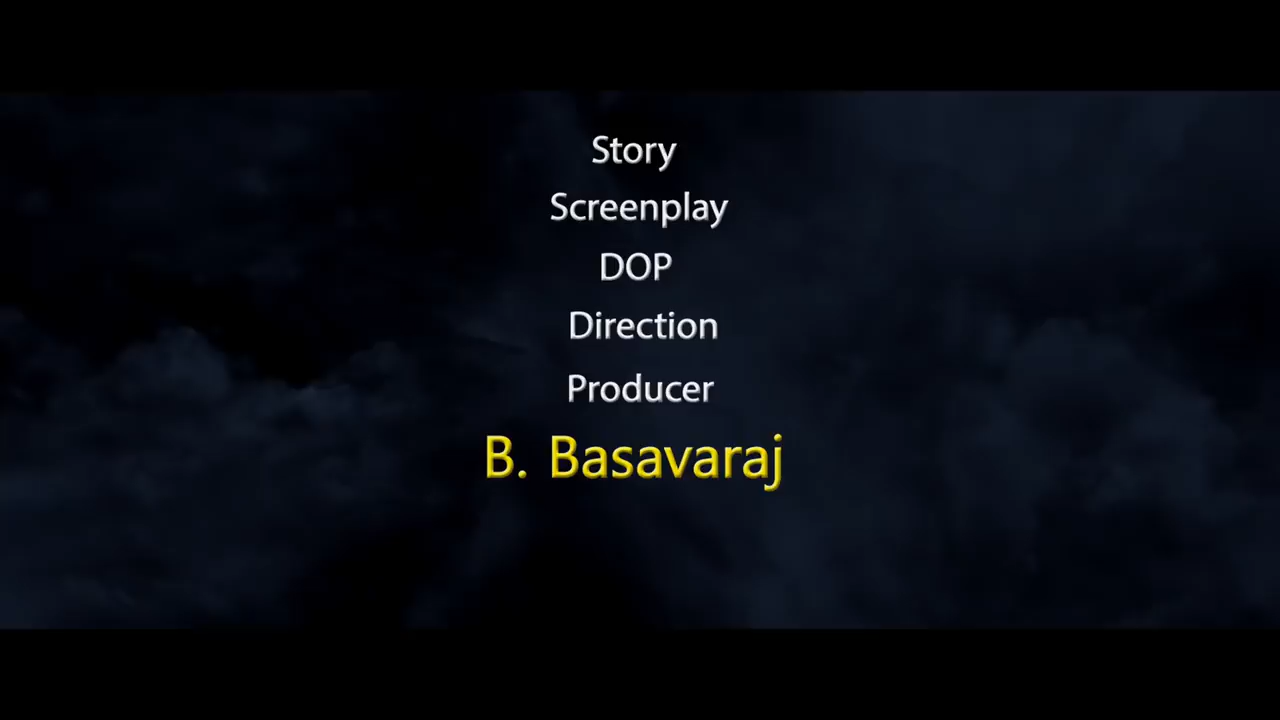 Story
Screenplay
DOP
Direction
Producer
B. Basavaraj